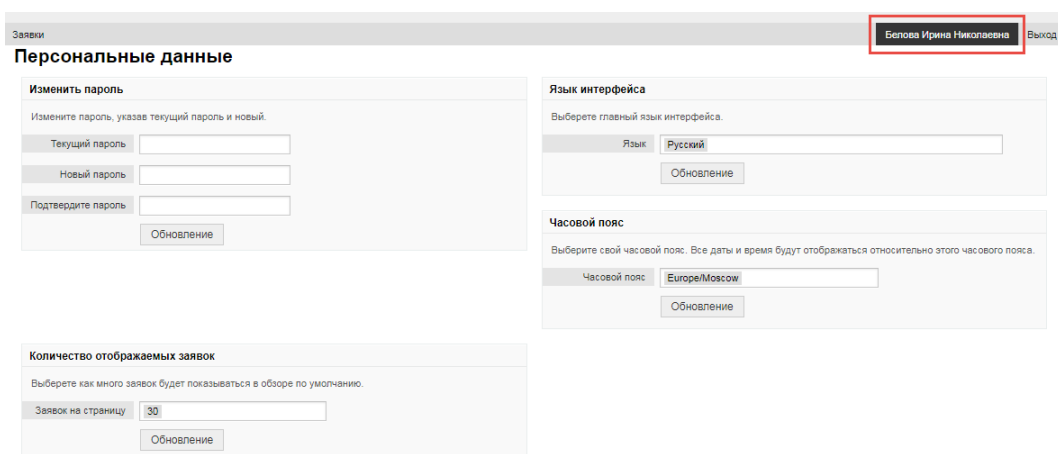 Заявки
Белова Ирина Николаевна
Выход
Персональные данные
Изменить пароль
Измените пароль, указав текущий пароль и новый.
Текущий пароль
Новый пароль
Подтвердите пароль
Обновление
Язык интерфейса
Выберете главный язык интерфейса.
Язык Русский
Обновление
Часовой пояс
Выберите свой часовой пояс. Все даты и время будут отображаться относительно этого часового пояса.
Часовой пояс Europe/Moscow
Обновление
Количество отображаемых заявок
Выберете как много заявок будет показываться в обзоре по умолчанию.
Заявок на страницу 30
Обновление